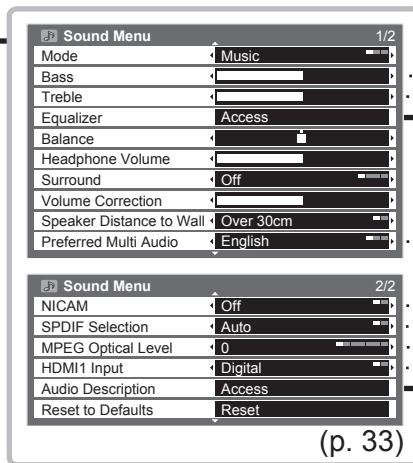 Sound Menu 1/2
Mode Music
Bass
Treble
Equalizer Access
Balance
Headphone Volume
Surround Off
Volume Correction
Speaker Distance to Wall Over 30cm
Preferred Multi Audio English
Sound Menu 2/2
NICAM Off
SPDIF Selection Auto
MPEG Optical Level 0
HDMI1 Input Digital
Audio Description Access
Reset to Defaults Reset
(p. 33)